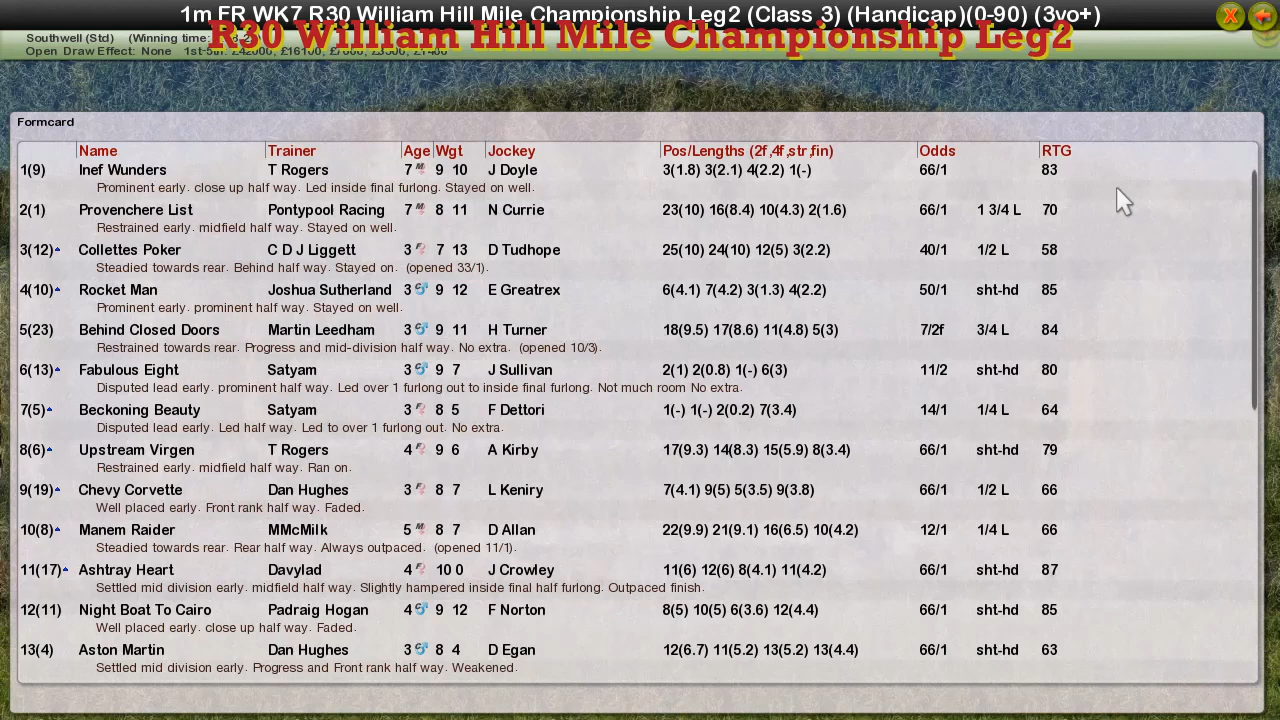 1m FR WK7 R30 William Hill Mile Championship Leg2 (Class 3) (Handicap)(0-90) (3yo+)
R30 William Hill Mile Championship Leg2
Southwell (Std) (Winning time:
Open Draw Effect: None 1st-5th: £42000, £16100,
Formcard
Name Trainer Age Wgt Jockey Pos/Lengths (2f,4f,str,fin) Odds RTG
1(9) Inef Wunders T Rogers 7 9 10 J Doyle 3(1.8) 3(2.1) 4(2.2) 1(-) 66/1 83
Prominent early. close up half way. Led inside final furlong. Stayed on well.
2(1) Provenchere List Pontypool Racing 7 8 11 N Currie 23(10) 16(8.4) 10(4.3) 2(1.6) 66/1 1 3/4 L 70
Restrained early. midfield half way. Stayed on well.
3(12) Collettes Poker C D J Liggett 3 7 13 D Tudhope 25(10) 24(10) 12(5) 3(2.2) 40/1 1/2 L 58
Steadied towards rear. Behind half way. Stayed on. (opened 33/1).
4(10) Rocket Man Joshua Sutherland 3 9 12 E Greatrex 6(4.1) 7(4.2) 3(1.3) 4(2.2) 50/1 sht-hd 85
Prominent early. prominent half way. Stayed on well.
5(23) Behind Closed Doors Martin Leedham 3 9 11 H Turner 18(9.5) 17(8.6) 11(4.8) 5(3) 7/2f 3/4 L 84
Restrained towards rear. Progress and mid-division half way. No extra. (opened 10/3).
6(13) Fabulous Eight Satyam 3 9 7 J Sullivan 2(1) 2(0.8) 1(-) 6(3) 11/2 sht-hd 80
Disputed lead early. prominent half way. Led over 1 furlong out to inside final furlong. Not much room No extra.
7(5) Beckoning Beauty Satyam 3 8 5 F Dettori 1(-) 1(-) 2(0.2) 7(3.4) 14/1 1/4 L 64
Disputed lead early. Led half way. Led to over 1 furlong out. No extra.
8(6) Upstream Virgen T Rogers 4 9 6 A Kirby 17(9.3) 14(8.3) 15(5.9) 8(3.4) 66/1 sht-hd 79
Restrained early. midfield half way. Ran on.
9(19) Chevy Corvette Dan Hughes 3 8 7 L Keniry 7(4.1) 9(5) 5(3.5) 9(3.8) 66/1 1/2 L 66
Well placed early. Front rank half way. Faded.
10(8) Manem Raider MMcMilk 5 8 7 D Allan 22(9.9) 21(9.1) 16(6.5) 10(4.2) 12/1 1/4 L 66
Steadied towards rear. Rear half way. Always outpaced. (opened 11/1).
11(17) Ashtray Heart Davylad 4 10 0 J Crowley 11(6) 12(6) 8(4.1) 11(4.2) 66/1 sht-hd 87
Settled mid division early. midfield half way. Slightly hampered inside final half furlong. Outpaced finish.
12(11) Night Boat To Cairo Padraig Hogan 4 9 12 F Norton 8(5) 10(5) 6(3.6) 12(4.4) 66/1 sht-hd 85
Well placed early. close up half way. Faded.
13(4) Aston Martin Dan Hughes 3 8 4 D Egan 12(6.7) 11(5.2) 13(5.2) 13(4.4) 66/1 sht-hd 63
Settled mid division early. Progress and Front rank half way. Weakened.